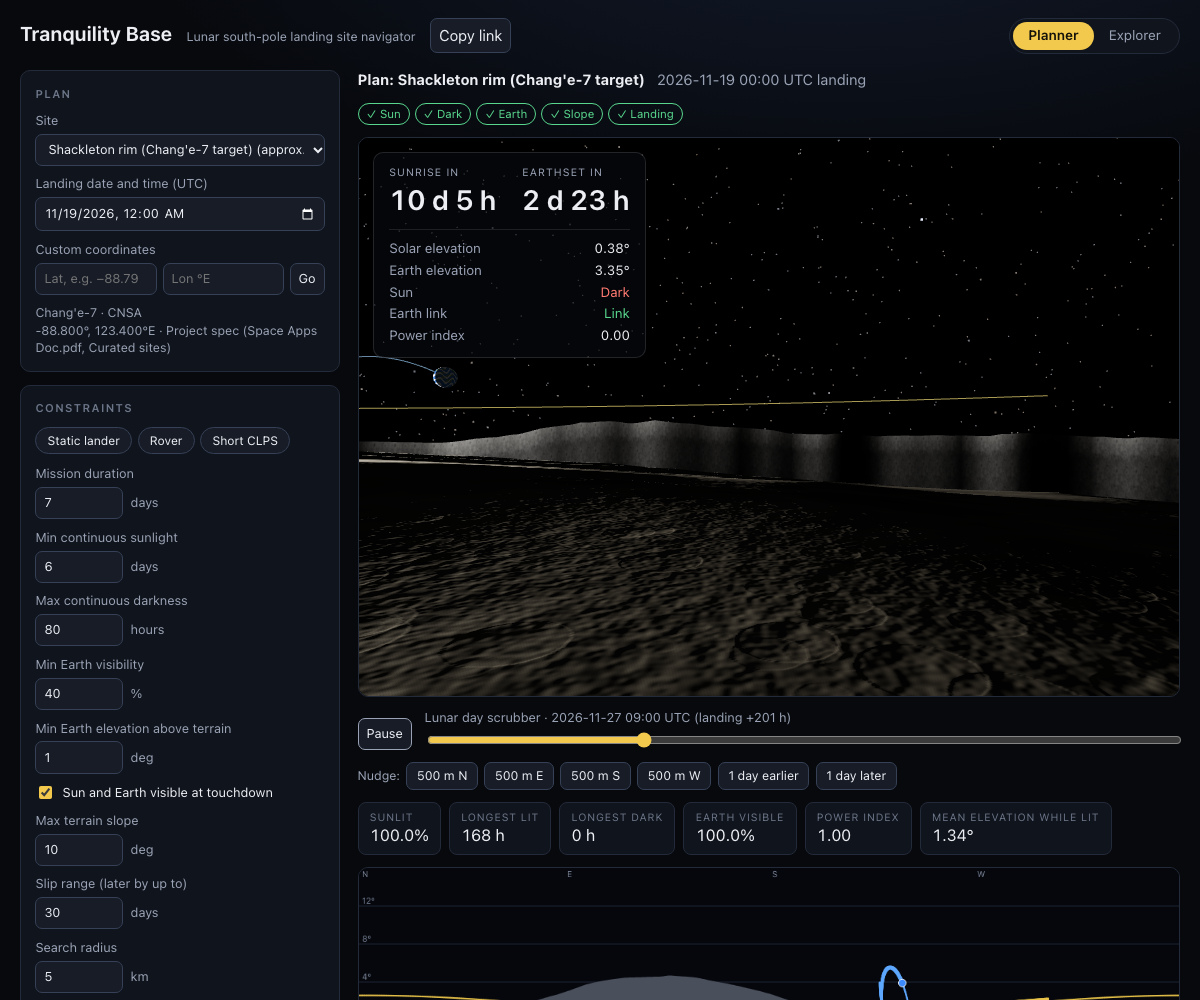 Tranquility Base Lunar south-pole landing site navigator Copy link Planner Explorer
PLAN
Site
Shackleton rim (Chang'e-7 target) (approx.
Landing date and time (UTC)
11/19/2026, 12:00 AM
Custom coordinates
Lat, e.g. −88.79 Lon °E Go
Chang'e-7 · CNSA
-88.800°, 123.400°E · Project spec (Space Apps
Doc.pdf, Curated sites)
CONSTRAINTS
Static lander Rover Short CLPS
Mission duration
7 days
Min continuous sunlight
6 days
Max continuous darkness
80 hours
Min Earth visibility
40 %
Min Earth elevation above terrain
1 deg
Sun and Earth visible at touchdown
Max terrain slope
10 deg
Slip range (later by up to)
30 days
Search radius
5 km
Plan: Shackleton rim (Chang'e-7 target) 2026-11-19 00:00 UTC landing
✓ Sun ✓ Dark ✓ Earth ✓ Slope ✓ Landing
SUNRISE IN EARTHSET IN
10 d 5 h 2 d 23 h
Solar elevation 0.38°
Earth elevation 3.35°
Sun Dark
Earth link Link
Power index 0.00
Pause Lunar day scrubber · 2026-11-27 09:00 UTC (landing +201 h)
Nudge: 500 m N 500 m E 500 m S 500 m W 1 day earlier 1 day later
SUNLIT LONGEST LIT LONGEST DARK EARTH VISIBLE POWER INDEX MEAN ELEVATION WHILE LIT
100.0% 168 h 0 h 100.0% 1.00 1.34°
N E S W
12°
8°
4°